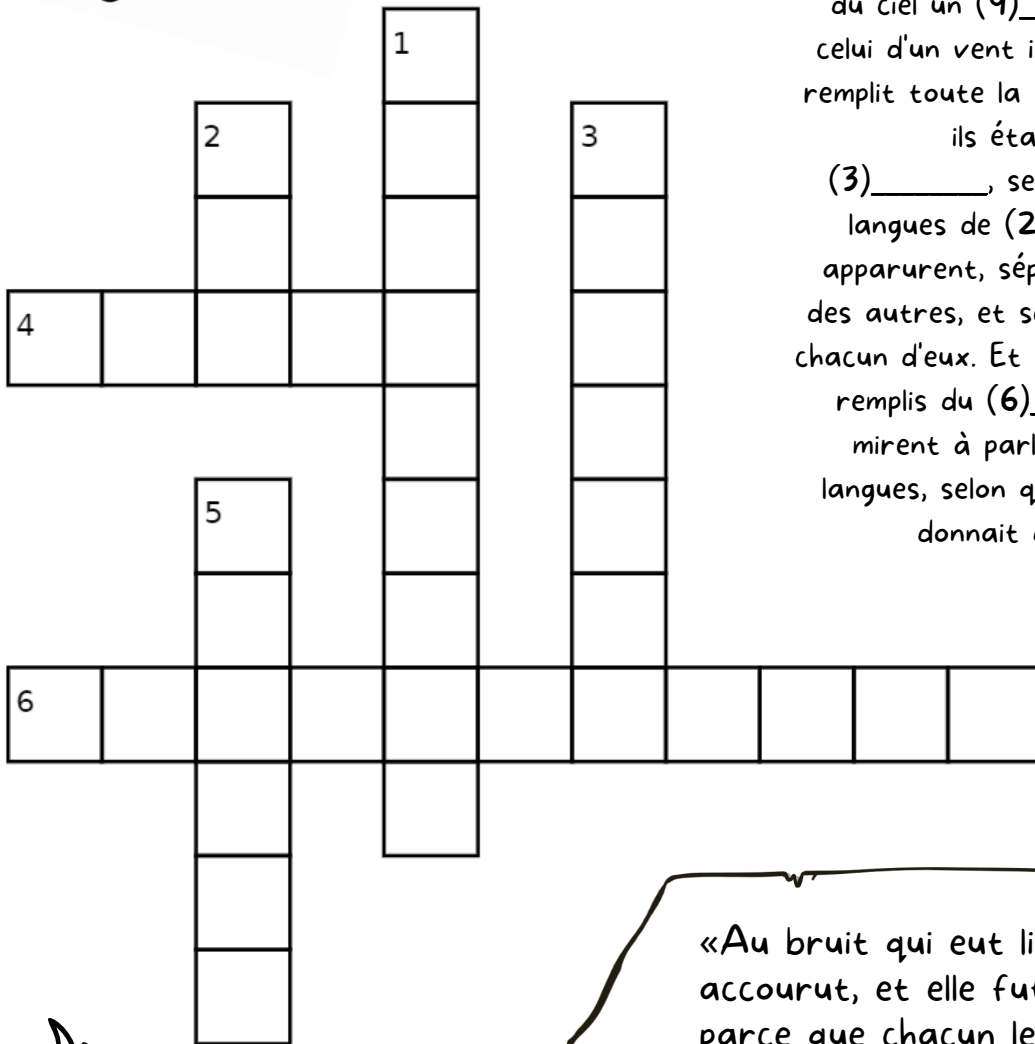 1
2
3
4
5
6
du ciel un (4)_
celui d'un vent i
remplit toute la
ils éta
(3)________, se
langues de (2
apparurent, sép
des autres, et s
chacun d'eux. Et
remplis du (6)_
mirent à parl
langues, selon q
donnait
«Au bruit qui eut li
accourut, et elle fut
parce que chacun le